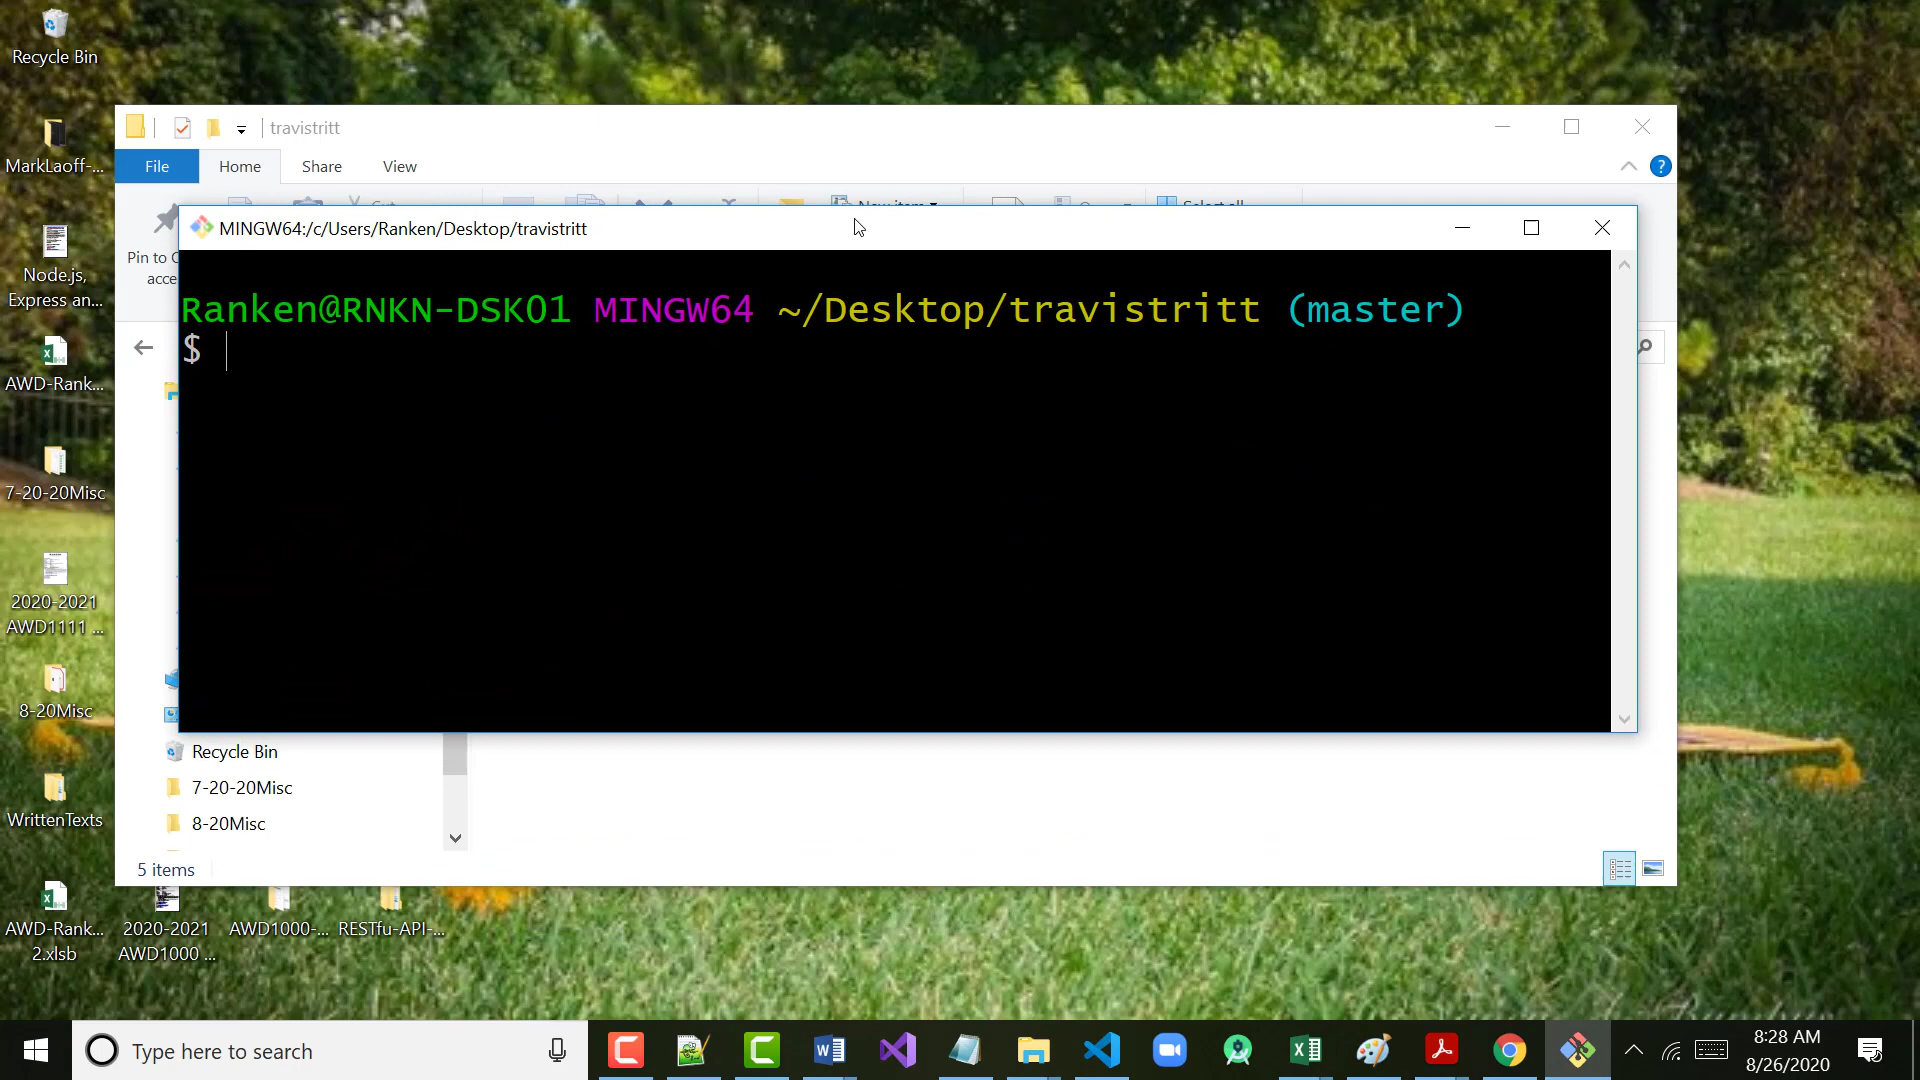 Recycle Bin
MarkLaoff-...
Node.js,
Express an...
AWD-Rank...
7-20-20Misc
2020-2021
AWD1111 ...
8-20Misc
WrittenTexts
AWD-Rank...
2.xlsb
2020-2021
AWD1000 ...
AWD1000-...
RESTfu-API-...
travistritt
File
Home
Share
View
Pin to
acce
MINGW64:/c/Users/Ranken/Desktop/travistritt
Ranken@RNKN-DSK01 MINGW64 ~/Desktop/travistritt (master)
$
Recycle Bin
7-20-20Misc
8-20Misc
5 items
Type here to search
8:28 AM
8/26/2020